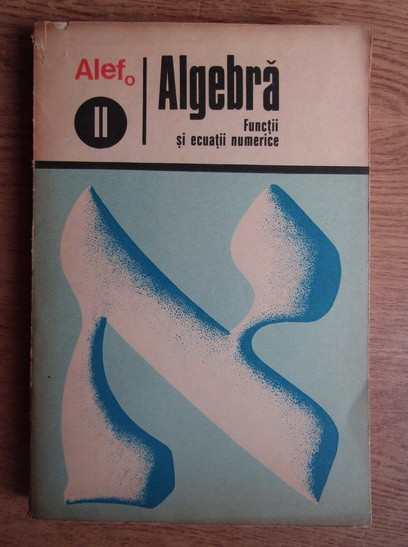 Alef₀
II
Algebră
Funcții
și ecuații numerice
א